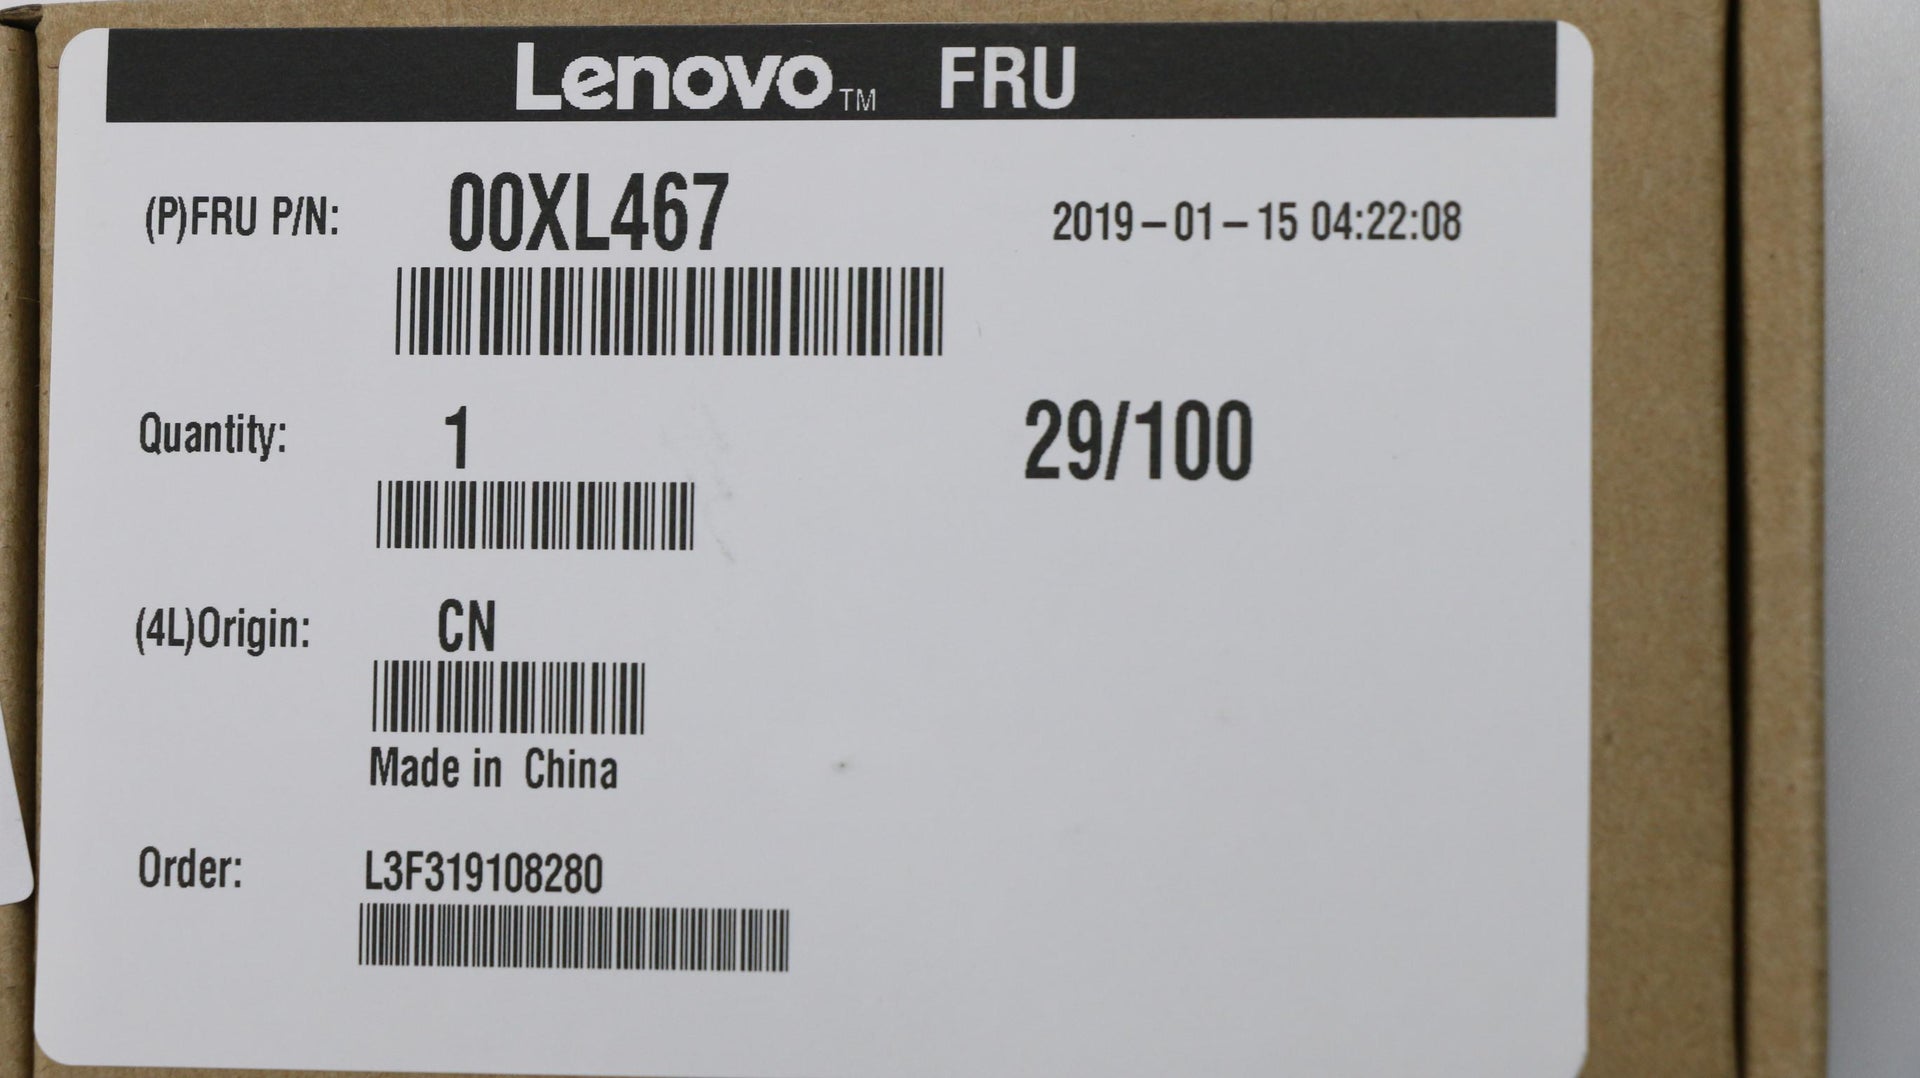 Lenovo™ FRU
(P)FRU P/N: 00XL467 2019-01-15 04:22:08
Quantity: 1 29/100
(4L)Origin: CN
Made in China
Order: L3F319108280